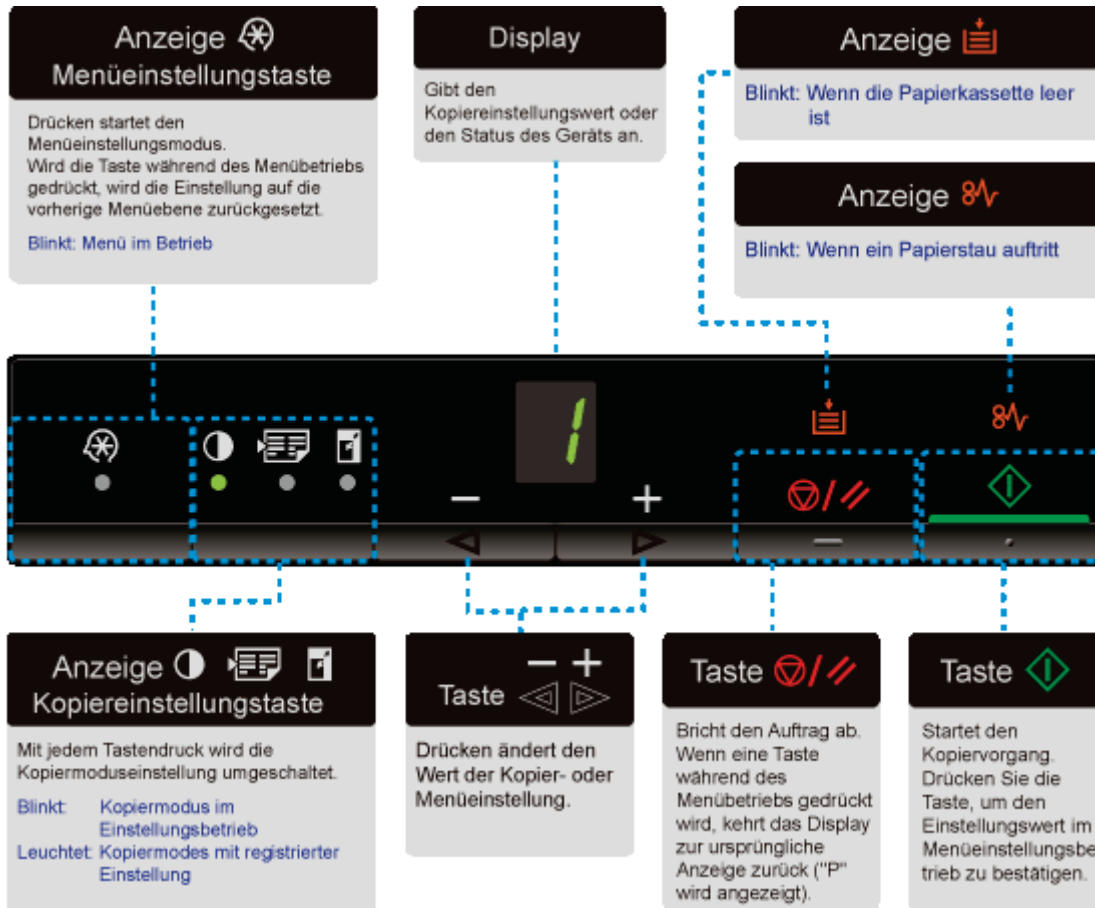 Anzeige
Menüeinstellungstaste
Drücken startet den
Menüeinstellungsmodus.
Wird die Taste während des Menübetriebs
gedrückt, wird die Einstellung auf die
vorherige Menüebene zurückgesetzt.
Blinkt: Menü im Betrieb
Display
Gibt den
Kopiereinstellungswert oder
den Status des Geräts an.
Anzeige
Blinkt: Wenn die Papierkassette leer
ist
Anzeige
Blinkt: Wenn ein Papierstau auftritt
1
− +
Anzeige
Kopiereinstellungstaste
Mit jedem Tastendruck wird die
Kopiermoduseinstellung umgeschaltet.
Blinkt: Kopiermodus im
Einstellungsbetrieb
Leuchtet: Kopiermodes mit registrierter
Einstellung
− +
Taste
Drücken ändert den
Wert der Kopier- oder
Menüeinstellung.
Taste
Bricht den Auftrag ab.
Wenn eine Taste
während des
Menübetriebs gedrückt
wird, kehrt das Display
zur ursprüngliche
Anzeige zurück ("P"
wird angezeigt).
Taste
Startet den
Kopiervorgang.
Drücken Sie die
Taste, um den
Einstellungswert im
Menüeinstellungsbe
trieb zu bestätigen.